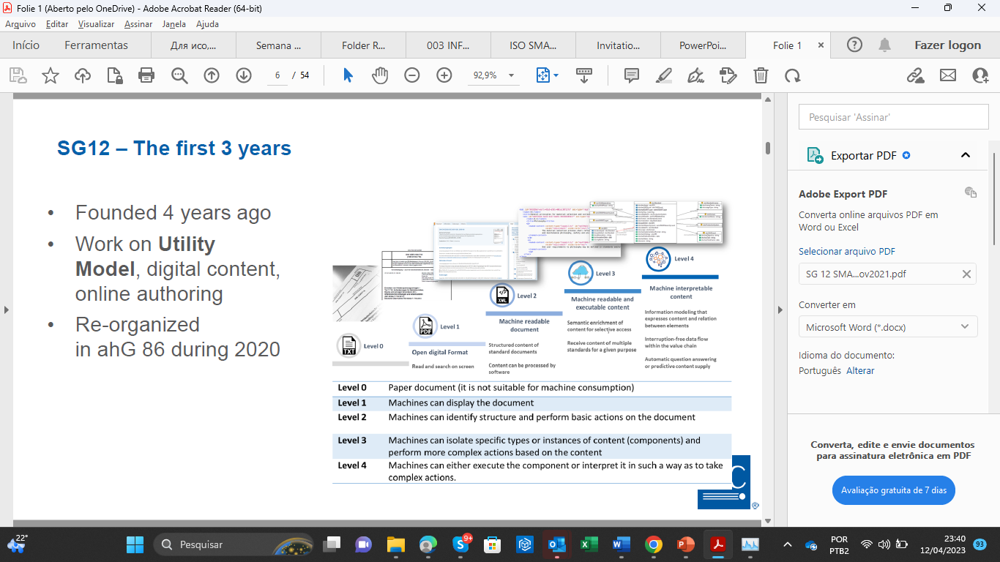 Folie 1 (Aberto pelo OneDrive) - Adobe Acrobat Reader (64-bit)
Arquivo Editar Visualizar Assinar Janela Ajuda
Início Ferramentas Для исо,... Semana ... Folder R... 003 INF... ISO SMA... Invitatio... PowerPoi... Folie 1 Fazer logon
6 / 54 92,9%
SG12 – The first 3 years
• Founded 4 years ago
• Work on Utility
Model, digital content,
online authoring
• Re-organized
in ahG 86 during 2020
TXT
Level 0
PDF
Level 1
Open digital Format
Read and search on screen
XML
Level 2
Machine readable
document
Structured content of
standard documents
Content can be processed by
software
Level 3
Machine readable and
executable content
Semantic enrichment of
content for selective access
Receive content of multiple
standards for a given purpose
Level 4
Machine interpretable
content
Information modeling that
expresses content and relation
between elements
Interruption-free data flow
within the value chain
Automatic question answering
or predictive content supply
Level 0 Paper document (it is not suitable for machine consumption)
Level 1 Machines can display the document
Level 2 Machines can identify structure and perform basic actions on the document
Level 3 Machines can isolate specific types or instances of content (components) and
perform more complex actions based on the content
Level 4 Machines can either execute the component or interpret it in such a way as to take
complex actions.
C
®
Pesquisar 'Assinar'
Exportar PDF
Adobe Export PDF
Converta online arquivos PDF em
Word ou Excel
Selecionar arquivo PDF
SG 12 SMA...ov2021.pdf
Converter em
Microsoft Word (*.docx)
Idioma do documento:
Português Alterar
Converta, edite e envie documentos
para assinatura eletrônica em PDF
Avaliação gratuita de 7 dias
22°
Pesquisar
9+
POR
PTB2
23:40
12/04/2023
93